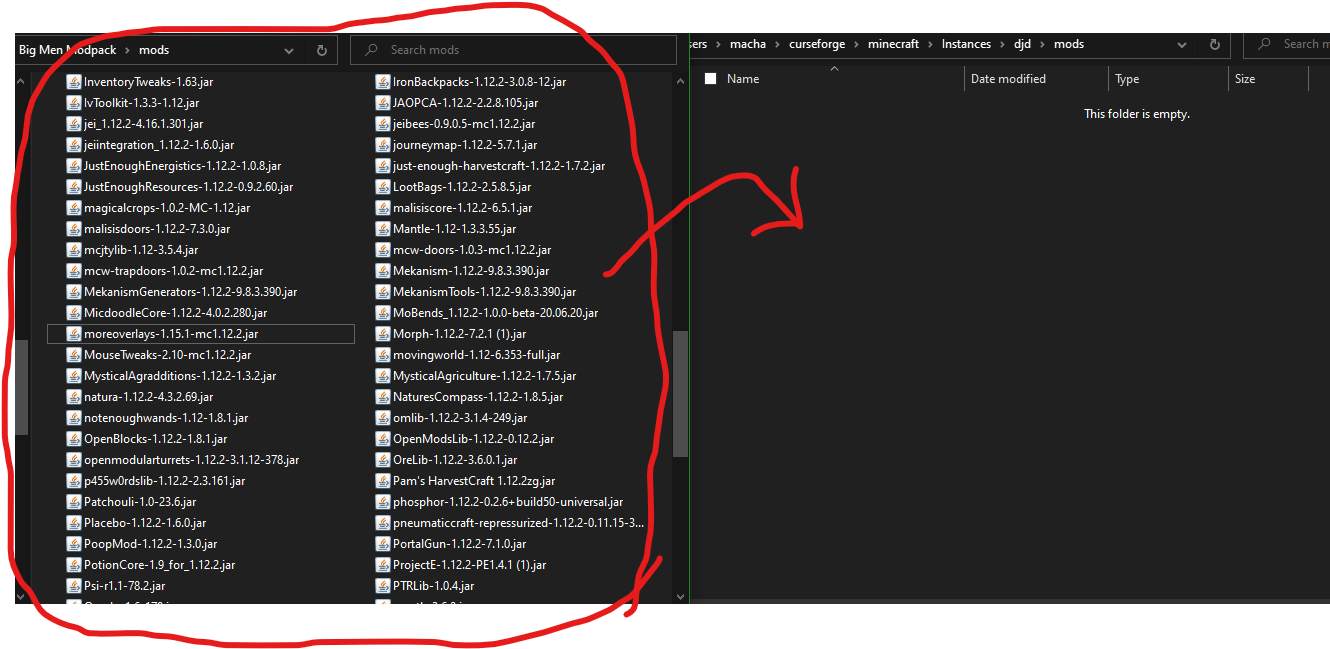 Big Men Modpack > mods
Search mods
InventoryTweaks-1.63.jar
IvToolkit-1.3.3-1.12.jar
jei_1.12.2-4.16.1.301.jar
jeiintegration_1.12.2-1.6.0.jar
JustEnoughEnergistics-1.12.2-1.0.8.jar
JustEnoughResources-1.12.2-0.9.2.60.jar
magicalcrops-1.0.2-MC-1.12.jar
malisisdoors-1.12.2-7.3.0.jar
mcjtylib-1.12-3.5.4.jar
mcw-trapdoors-1.0.2-mc1.12.2.jar
MekanismGenerators-1.12.2-9.8.3.390.jar
MicdoodleCore-1.12.2-4.0.2.280.jar
moreoverlays-1.15.1-mc1.12.2.jar
MouseTweaks-2.10-mc1.12.2.jar
MysticalAgradditions-1.12.2-1.3.2.jar
natura-1.12.2-4.3.2.69.jar
notenoughwands-1.12-1.8.1.jar
OpenBlocks-1.12.2-1.8.1.jar
openmodularturrets-1.12.2-3.1.12-378.jar
p455w0rdslib-1.12.2-2.3.161.jar
Patchouli-1.0-23.6.jar
Placebo-1.12.2-1.6.0.jar
PoopMod-1.12.2-1.3.0.jar
PotionCore-1.9_for_1.12.2.jar
Psi-r1.1-78.2.jar
IronBackpacks-1.12.2-3.0.8-12.jar
JAOPCA-1.12.2-2.2.8.105.jar
jeibees-0.9.0.5-mc1.12.2.jar
journeymap-1.12.2-5.7.1.jar
just-enough-harvestcraft-1.12.2-1.7.2.jar
LootBags-1.12.2-2.5.8.5.jar
malisiscore-1.12.2-6.5.1.jar
Mantle-1.12-1.3.3.55.jar
mcw-doors-1.0.3-mc1.12.2.jar
Mekanism-1.12.2-9.8.3.390.jar
MekanismTools-1.12.2-9.8.3.390.jar
MoBends_1.12.2-1.0.0-beta-20.06.20.jar
Morph-1.12.2-7.2.1 (1).jar
movingworld-1.12-6.353-full.jar
MysticalAgriculture-1.12.2-1.7.5.jar
NaturesCompass-1.12.2-1.8.5.jar
omlib-1.12.2-3.1.4-249.jar
OpenModsLib-1.12.2-0.12.2.jar
OreLib-1.12.2-3.6.0.1.jar
Pam's HarvestCraft 1.12.2zg.jar
phosphor-1.12.2-0.2.6+build50-universal.jar
pneumaticcraft-repressurized-1.12.2-0.11.15-3...
PortalGun-1.12.2-7.1.0.jar
ProjectE-1.12.2-PE1.4.1 (1).jar
PTRLib-1.0.4.jar
sers > macha > curseforge > minecraft > Instances > djd > mods
Search m
Name Date modified Type Size
This folder is empty.